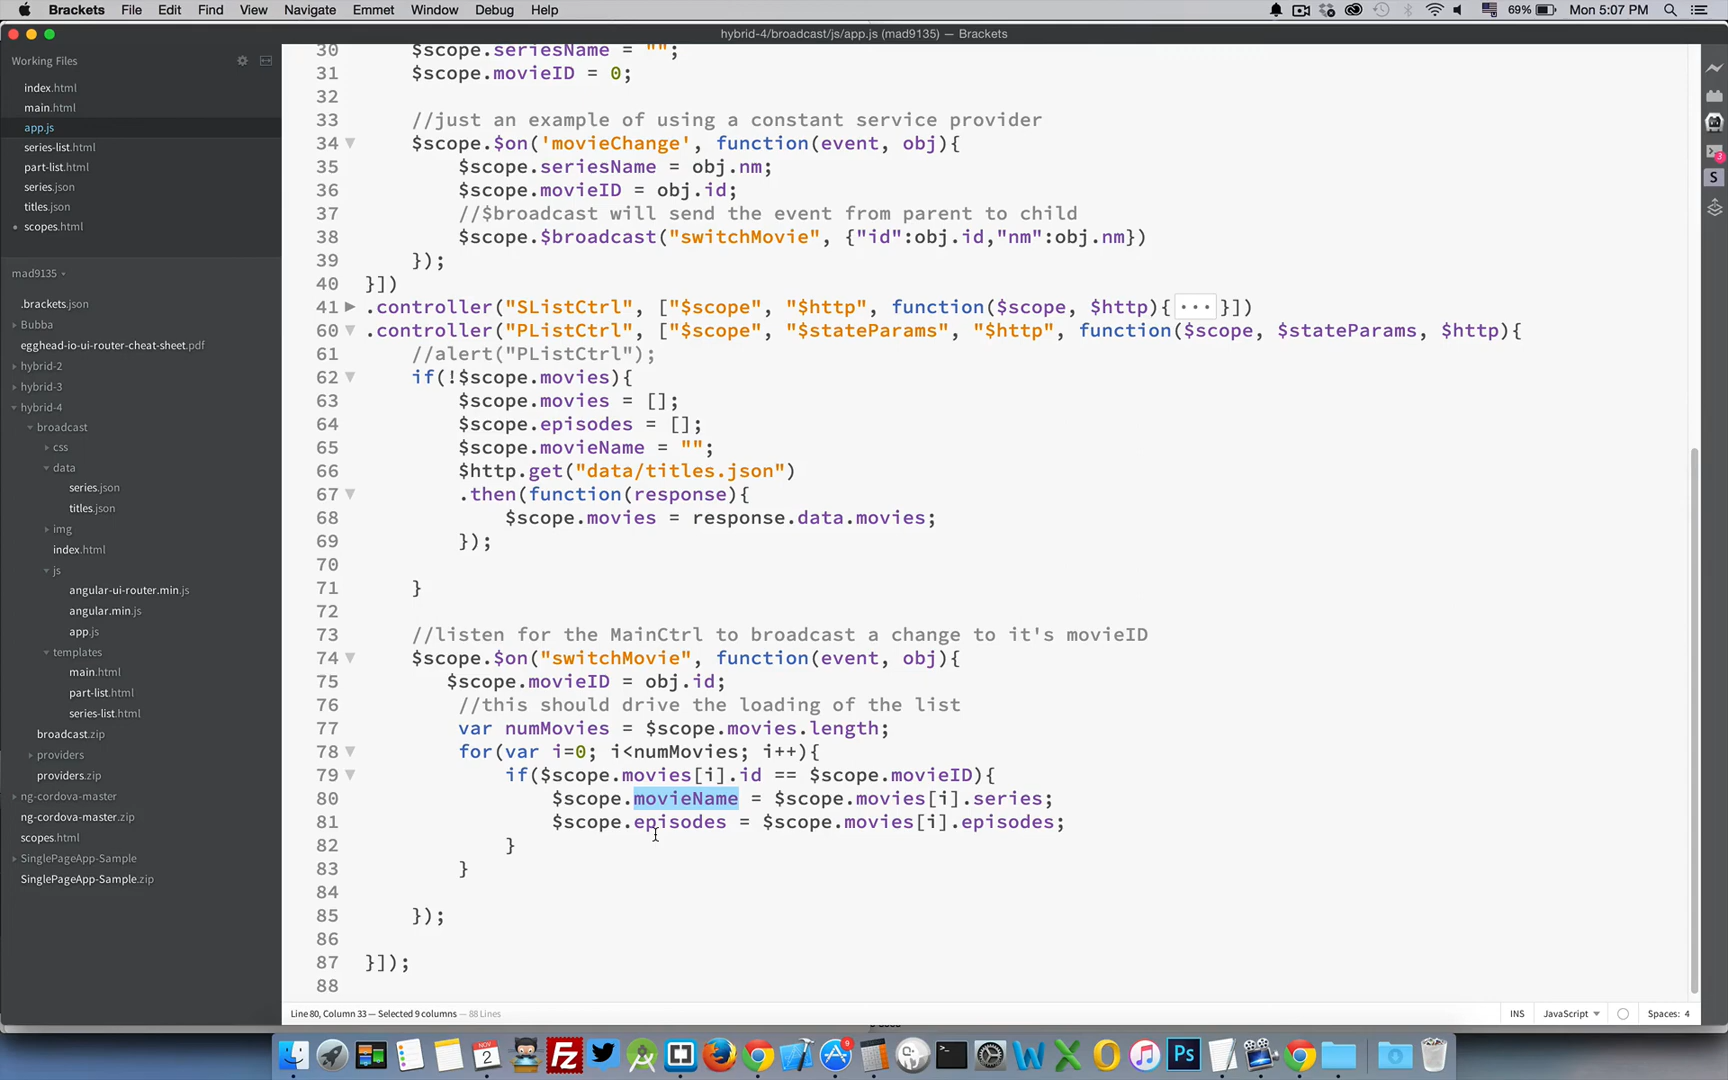 Brackets File Edit Find View Navigate Emmet Window Debug Help 69% Mon 5:07 PM
hybrid-4/broadcast/js/app.js (mad9135) — Brackets
Working Files
index.html
main.html
app.js
series-list.html
part-list.html
series.json
titles.json
scopes.html
mad9135
.brackets.json
Bubba
egghead-io-ui-router-cheat-sheet.pdf
hybrid-2
hybrid-3
hybrid-4
broadcast
css
data
series.json
titles.json
img
index.html
js
angular-ui-router.min.js
angular.min.js
app.js
templates
main.html
part-list.html
series-list.html
broadcast.zip
providers
providers.zip
ng-cordova-master
ng-cordova-master.zip
scopes.html
SinglePageApp-Sample
SinglePageApp-Sample.zip
30 $scope.seriesName = "";
31 $scope.movieID = 0;
32
33 //just an example of using a constant service provider
34 $scope.$on('movieChange', function(event, obj){
35 $scope.seriesName = obj.nm;
36 $scope.movieID = obj.id;
37 //$broadcast will send the event from parent to child
38 $scope.$broadcast("switchMovie", {"id":obj.id,"nm":obj.nm})
39 });
40 }])
41 .controller("SListCtrl", ["$scope", "$http", function($scope, $http){ ... }])
60 .controller("PListCtrl", ["$scope", "$stateParams", "$http", function($scope, $stateParams, $http){
61 //alert("PListCtrl");
62 if(!$scope.movies){
63 $scope.movies = [];
64 $scope.episodes = [];
65 $scope.movieName = "";
66 $http.get("data/titles.json")
67 .then(function(response){
68 $scope.movies = response.data.movies;
69 });
70
71 }
72
73 //listen for the MainCtrl to broadcast a change to it's movieID
74 $scope.$on("switchMovie", function(event, obj){
75 $scope.movieID = obj.id;
76 //this should drive the loading of the list
77 var numMovies = $scope.movies.length;
78 for(var i=0; i<numMovies; i++){
79 if($scope.movies[i].id == $scope.movieID){
80 $scope.movieName = $scope.movies[i].series;
81 $scope.episodes = $scope.movies[i].episodes;
82 }
83 }
84
85 });
86
87 }]);
88
Line 80, Column 33 — Selected 9 columns — 88 Lines INS JavaScript Spaces: 4